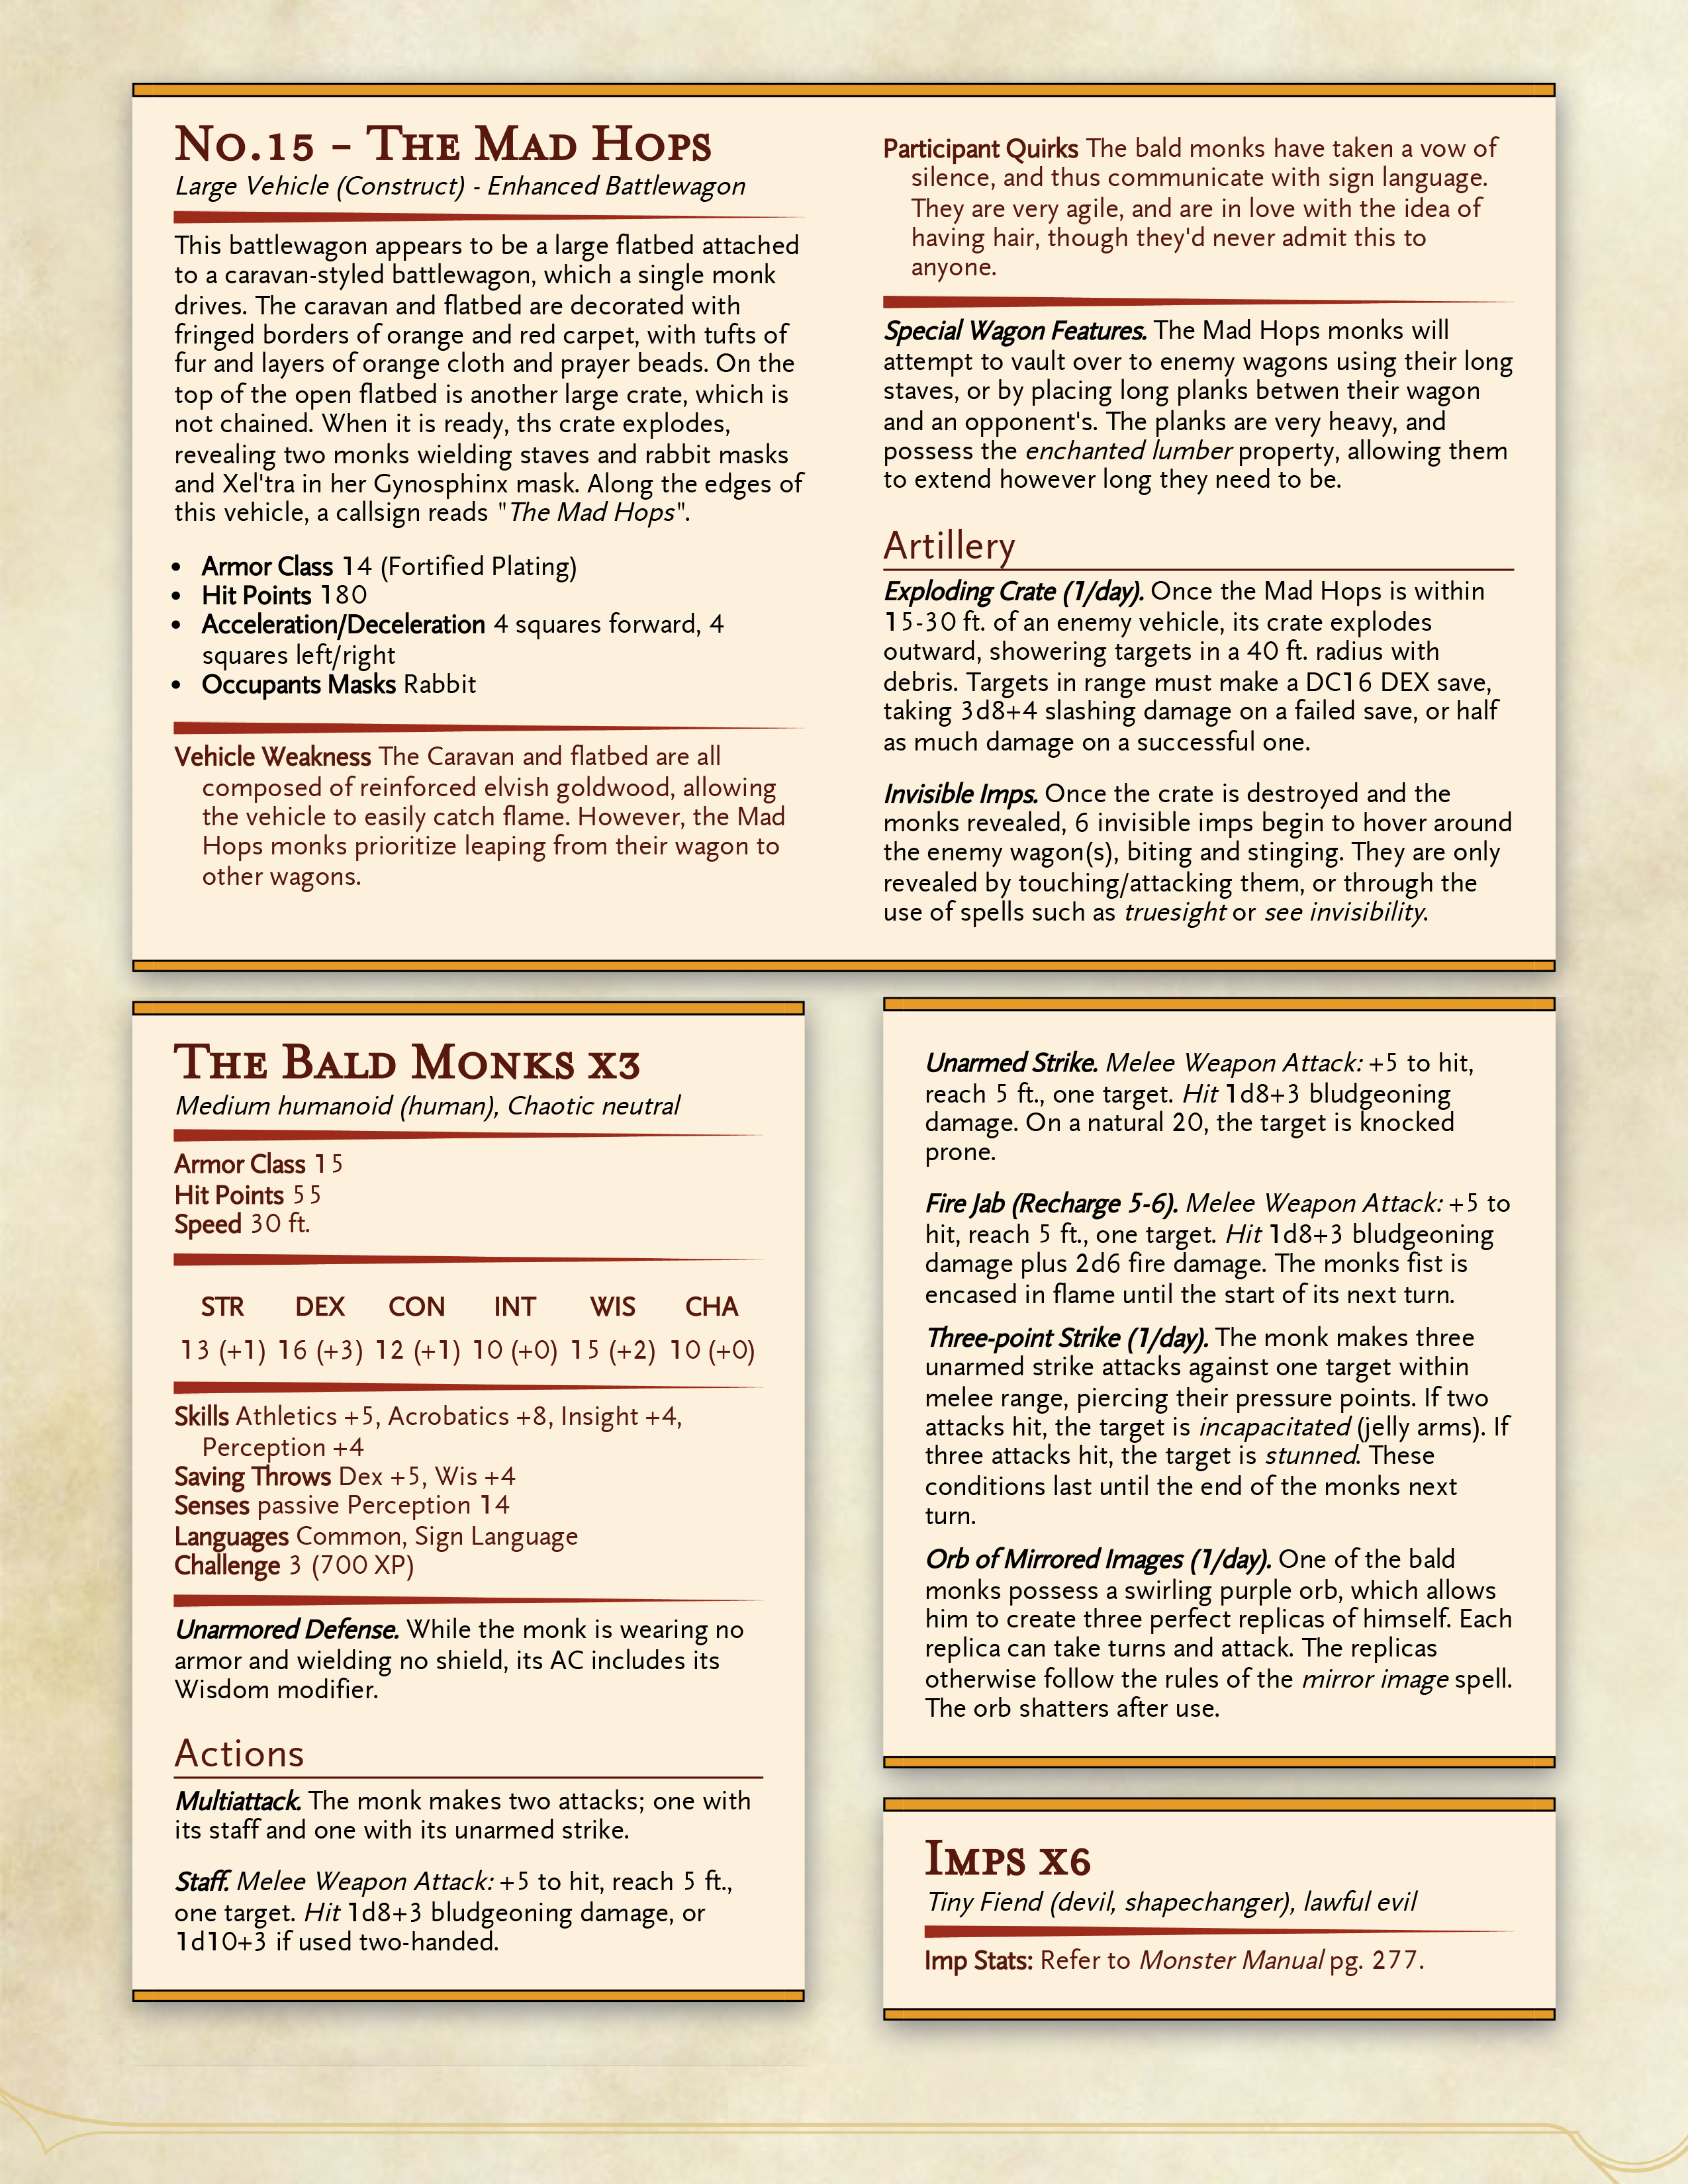 No.15 – The Mad Hops
Large Vehicle (Construct) - Enhanced Battlewagon
This battlewagon appears to be a large flatbed attached
to a caravan-styled battlewagon, which a single monk
drives. The caravan and flatbed are decorated with
fringed borders of orange and red carpet, with tufts of
fur and layers of orange cloth and prayer beads. On the
top of the open flatbed is another large crate, which is
not chained. When it is ready, ths crate explodes,
revealing two monks wielding staves and rabbit masks
and Xel'tra in her Gynosphinx mask. Along the edges of
this vehicle, a callsign reads "The Mad Hops".
• Armor Class 14 (Fortified Plating)
• Hit Points 180
• Acceleration/Deceleration 4 squares forward, 4
squares left/right
• Occupants Masks Rabbit
Vehicle Weakness The Caravan and flatbed are all
composed of reinforced elvish goldwood, allowing
the vehicle to easily catch flame. However, the Mad
Hops monks prioritize leaping from their wagon to
other wagons.
Participant Quirks The bald monks have taken a vow of
silence, and thus communicate with sign language.
They are very agile, and are in love with the idea of
having hair, though they'd never admit this to
anyone.
Special Wagon Features. The Mad Hops monks will
attempt to vault over to enemy wagons using their long
staves, or by placing long planks betwen their wagon
and an opponent's. The planks are very heavy, and
possess the enchanted lumber property, allowing them
to extend however long they need to be.
Artillery
Exploding Crate (1/day). Once the Mad Hops is within
15-30 ft. of an enemy vehicle, its crate explodes
outward, showering targets in a 40 ft. radius with
debris. Targets in range must make a DC16 DEX save,
taking 3d8+4 slashing damage on a failed save, or half
as much damage on a successful one.
Invisible Imps. Once the crate is destroyed and the
monks revealed, 6 invisible imps begin to hover around
the enemy wagon(s), biting and stinging. They are only
revealed by touching/attacking them, or through the
use of spells such as truesight or see invisibility.
The Bald Monks x3
Medium humanoid (human), Chaotic neutral
Armor Class 15
Hit Points 55
Speed 30 ft.
STR DEX CON INT WIS CHA
13 (+1) 16 (+3) 12 (+1) 10 (+0) 15 (+2) 10 (+0)
Skills Athletics +5, Acrobatics +8, Insight +4,
Perception +4
Saving Throws Dex +5, Wis +4
Senses passive Perception 14
Languages Common, Sign Language
Challenge 3 (700 XP)
Unarmored Defense. While the monk is wearing no
armor and wielding no shield, its AC includes its
Wisdom modifier.
Actions
Multiattack. The monk makes two attacks; one with
its staff and one with its unarmed strike.
Staff. Melee Weapon Attack: +5 to hit, reach 5 ft.,
one target. Hit 1d8+3 bludgeoning damage, or
1d10+3 if used two-handed.
Unarmed Strike. Melee Weapon Attack: +5 to hit,
reach 5 ft., one target. Hit 1d8+3 bludgeoning
damage. On a natural 20, the target is knocked
prone.
Fire Jab (Recharge 5-6). Melee Weapon Attack: +5 to
hit, reach 5 ft., one target. Hit 1d8+3 bludgeoning
damage plus 2d6 fire damage. The monks fist is
encased in flame until the start of its next turn.
Three-point Strike (1/day). The monk makes three
unarmed strike attacks against one target within
melee range, piercing their pressure points. If two
attacks hit, the target is incapacitated (jelly arms). If
three attacks hit, the target is stunned. These
conditions last until the end of the monks next
turn.
Orb of Mirrored Images (1/day). One of the bald
monks possess a swirling purple orb, which allows
him to create three perfect replicas of himself. Each
replica can take turns and attack. The replicas
otherwise follow the rules of the mirror image spell.
The orb shatters after use.
Imps x6
Tiny Fiend (devil, shapechanger), lawful evil
Imp Stats: Refer to Monster Manual pg. 277.